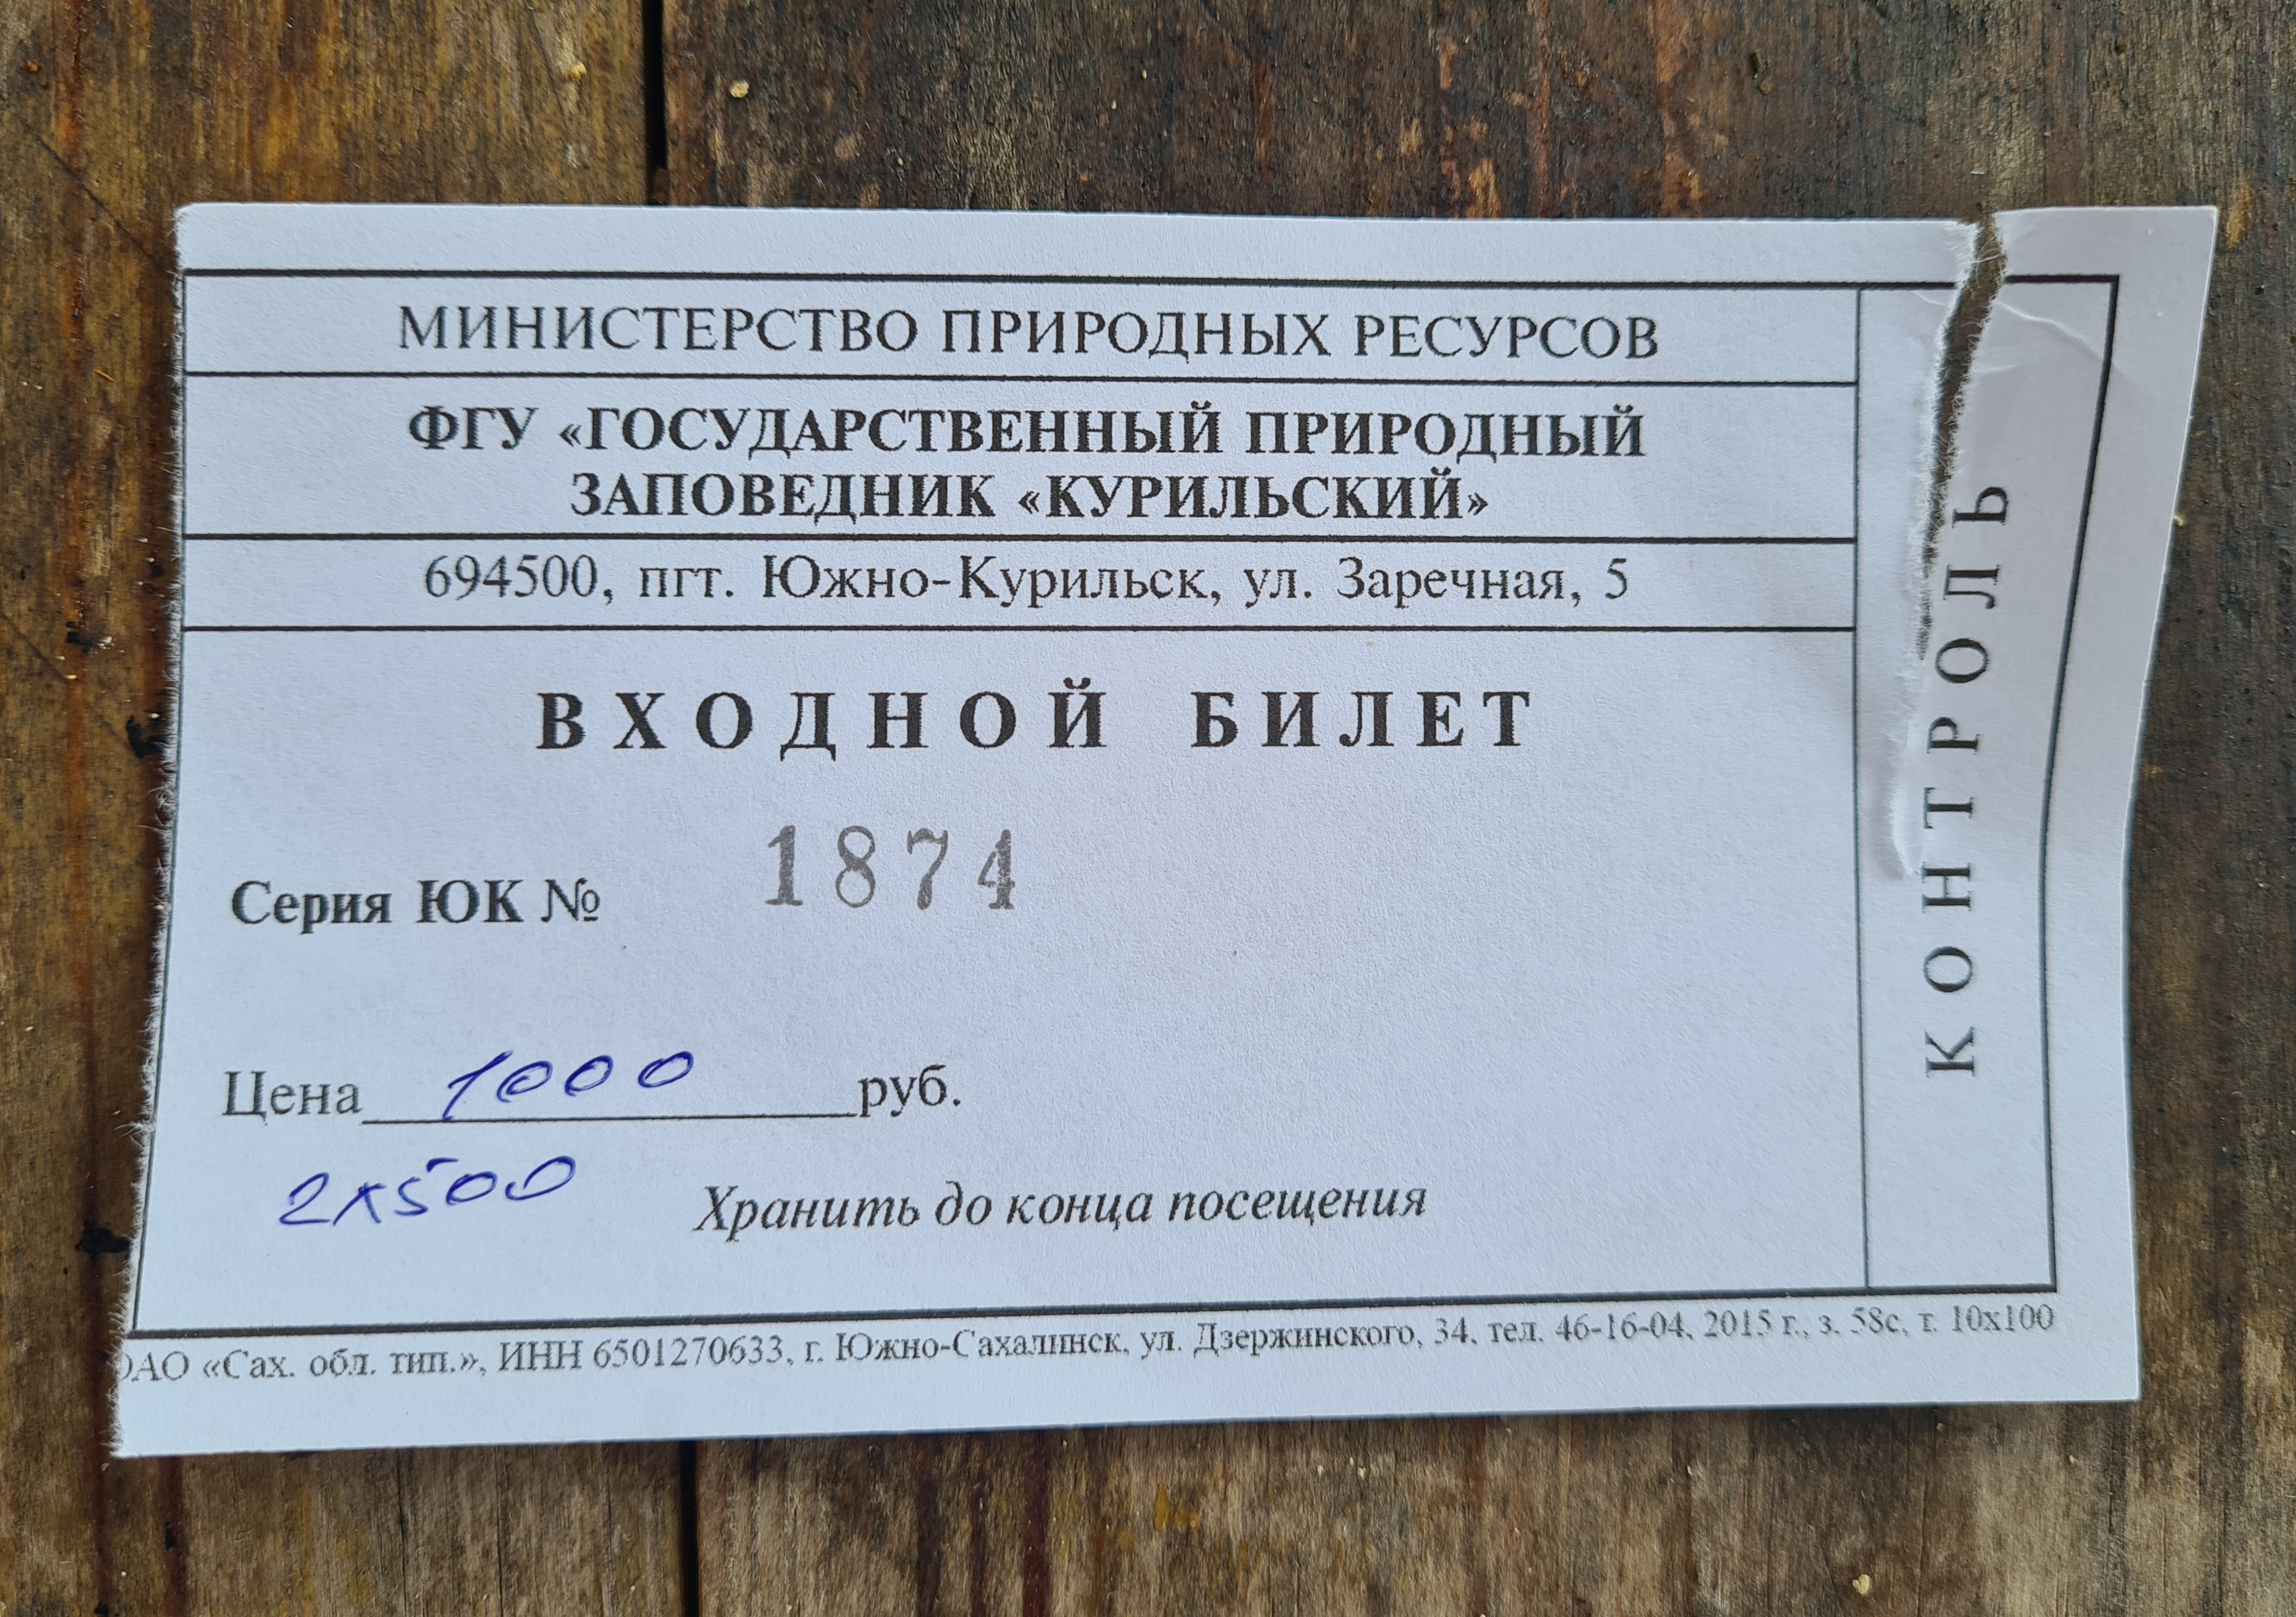 МИНИСТЕРСТВО ПРИРОДНЫХ РЕСУРСОВ
ФГУ «ГОСУДАРСТВЕННЫЙ ПРИРОДНЫЙ
ЗАПОВЕДНИК «КУРИЛЬСКИЙ»
694500, пгт. Южно-Курильск, ул. Заречная, 5
ВХОДНОЙ БИЛЕТ
Серия ЮК № 1874
Цена 1000 руб.
2x500 Хранить до конца посещения
ОАО «Сах. обл. тип.», ИНН 6501270633, г. Южно-Сахалинск, ул. Дзержинского, 34, тел. 46-16-04, 2015 г., з. 58с, т. 10x100
КОНТРОЛЬ